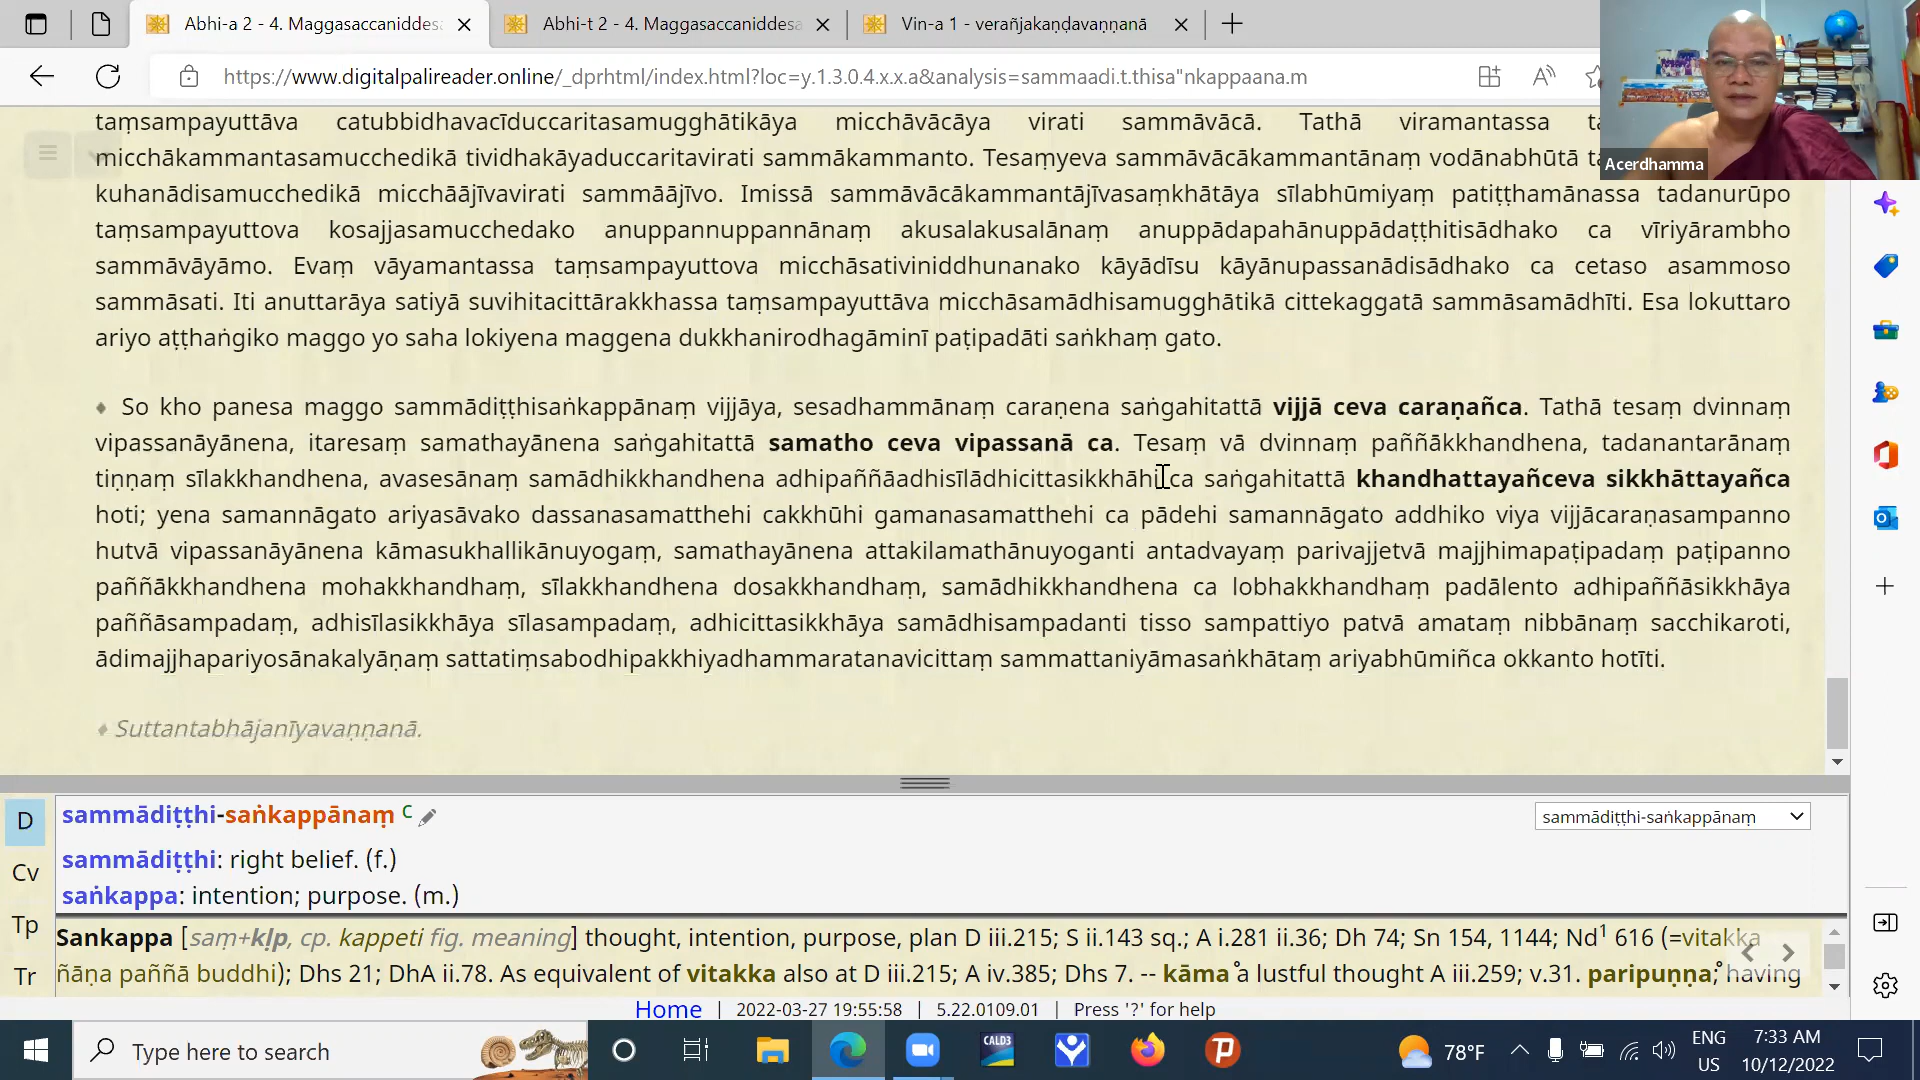 Abhi-a 2 - 4. Maggasaccaniddesa
Abhi-t 2 - 4. Maggasaccaniddesa
Vin-a 1 - verañjakaṇḍavaṇṇanā
https://www.digitalpalireader.online/_dprhtml/index.html?loc=y.1.3.0.4.x.x.a&analysis=sammaadi.t.thisa"nkappaana.m
Acerdhamma
taṃsampayuttāva catubbidhavacīduccaritasamugghātikāya micchāvācāya virati sammāvācā. Tathā viramantassa
micchākammantasamucchedikā tividhakāyaduccaritavirati sammākammanto. Tesaṃyeva sammāvācākammantānaṃ vodānabhūtā
kuhanādisamucchedikā micchāājīvavirati sammāājīvo. Imissā sammāvācākammantājīvasaṃkhātāya sīlabhūmiyaṃ patiṭṭhamānassa tadanurūpo
taṃsampayuttova kosajjasamucchedako anuppannuppannānaṃ akusalakusalānaṃ anuppādapahānuppādaṭṭhitisādhako ca vīriyārambho
sammāvāyāmo. Evaṃ vāyamantassa taṃsampayuttova micchāsativiniddhunanako kāyādīsu kāyānupassanādisādhako ca cetaso asammoso
sammāsati. Iti anuttarāya satiyā suvihitacittārakkhassa taṃsampayuttāva micchāsamādhisamugghātikā cittekaggatā sammāsamādhīti. Esa lokuttaro
ariyo aṭṭhaṅgiko maggo yo saha lokiyena maggena dukkhanirodhagāminī paṭipadāti saṅkhaṃ gato.
So kho panesa maggo sammādiṭṭhisaṅkappānaṃ vijjāya, sesadhammānaṃ caraṇena saṅgahitattā vijjā ceva caraṇañca. Tathā tesaṃ dvinnaṃ
vipassanāyānena, itaresaṃ samathayānena saṅgahitattā samatho ceva vipassanā ca. Tesaṃ vā dvinnaṃ paññākkhandhena, tadanantarānaṃ
tiṇṇaṃ sīlakkhandhena, avasesānaṃ samādhikkhandhena adhipaññāadhisīlādhicittasikkhāhi ca saṅgahitattā khandhattayañceva sikkhāttayañca
hoti; yena samannāgato ariyasāvako dassanasamatthehi cakkhūhi gamanasamatthehi ca pādehi samannāgato addhiko viya vijjācaraṇasampanno
hutvā vipassanāyānena kāmasukhallikānuyogaṃ, samathayānena attakilamathānuyoganti antadvayaṃ parivajjetvā majjhimapaṭipadaṃ paṭipanno
paññākkhandhena mohakkhandhaṃ, sīlakkhandhena dosakkhandhaṃ, samādhikkhandhena ca lobhakkhandhaṃ padālento adhipaññāsikkhāya
paññāsampadaṃ, adhisīlasikkhāya sīlasampadaṃ, adhicittasikkhāya samādhisampadanti tisso sampattiyo patvā amataṃ nibbānaṃ sacchikaroti,
ādimajjhapariyosānakalyāṇaṃ sattatiṃsabodhipakkhiyadhammaratanavicittaṃ sammattaniyāmasaṅkhātaṃ ariyabhūmiñca okkanto hotīti.
Suttantabhājanīyavaṇṇanā.
D
Cv
Tp
Tr
sammādiṭṭhi-saṅkappānaṃ C
sammādiṭṭhi-saṅkappānaṃ
sammādiṭṭhi: right belief. (f.)
saṅkappa: intention; purpose. (m.)
Sankappa [saṃ+kḷp, cp. kappeti fig. meaning] thought, intention, purpose, plan D iii.215; S ii.143 sq.; A i.281 ii.36; Dh 74; Sn 154, 1144; Nd¹ 616 (=vitakka
ñāṇa paññā buddhi); Dhs 21; DhA ii.78. As equivalent of vitakka also at D iii.215; A iv.385; Dhs 7. -- kāma˚ a lustful thought A iii.259; v.31. paripuṇṇa˚ having
Home | 2022-03-27 19:55:58 | 5.22.0109.01 | Press '?' for help
Type here to search
CALD3
78°F
ENG
US
7:33 AM
10/12/2022